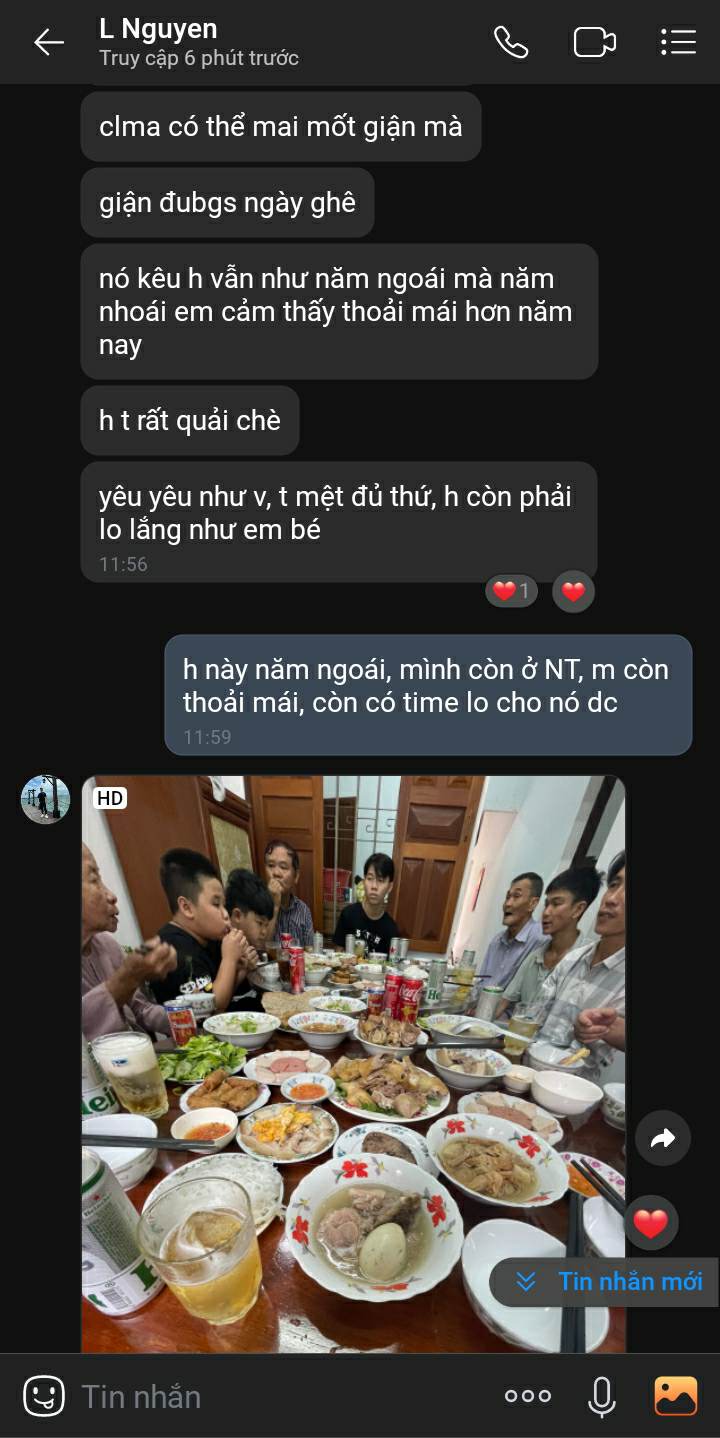 L Nguyen
Truy cập 6 phút trước
clma có thể mai mốt giận mà
giận đubgs ngày ghê
nó kêu h vẫn như năm ngoái mà năm
nhoái em cảm thấy thoải mái hơn năm
nay
h t rất quải chè
yêu yêu như v, t mệt đủ thứ, h còn phải
lo lắng như em bé
11:56
1
h này năm ngoái, mình còn ở NT, m còn
thoải mái, còn có time lo cho nó dc
11:59
HD
Tin nhắn mới
Tin nhắn